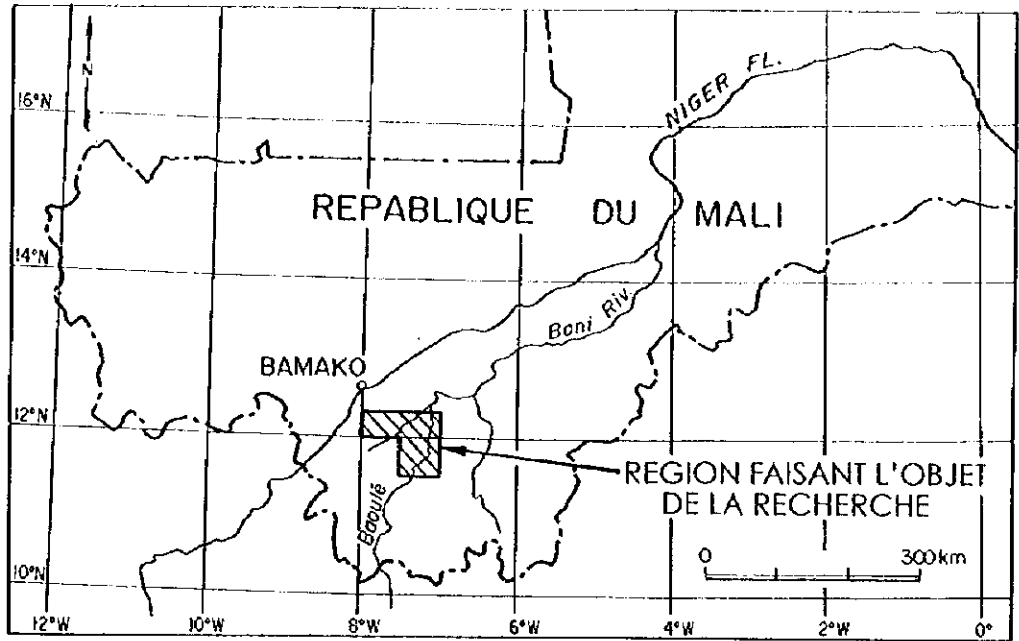 N
16°N
NIGER FL.
REPABLIQUE DU MALI
14°N
Bani Riv.
BAMAKO
12°N
REGION FAISANT L'OBJET
DE LA RECHERCHE
Baoulé
0 300km
10°N
12°W 10°W 8°W 6°W 4°W 2°W 0°